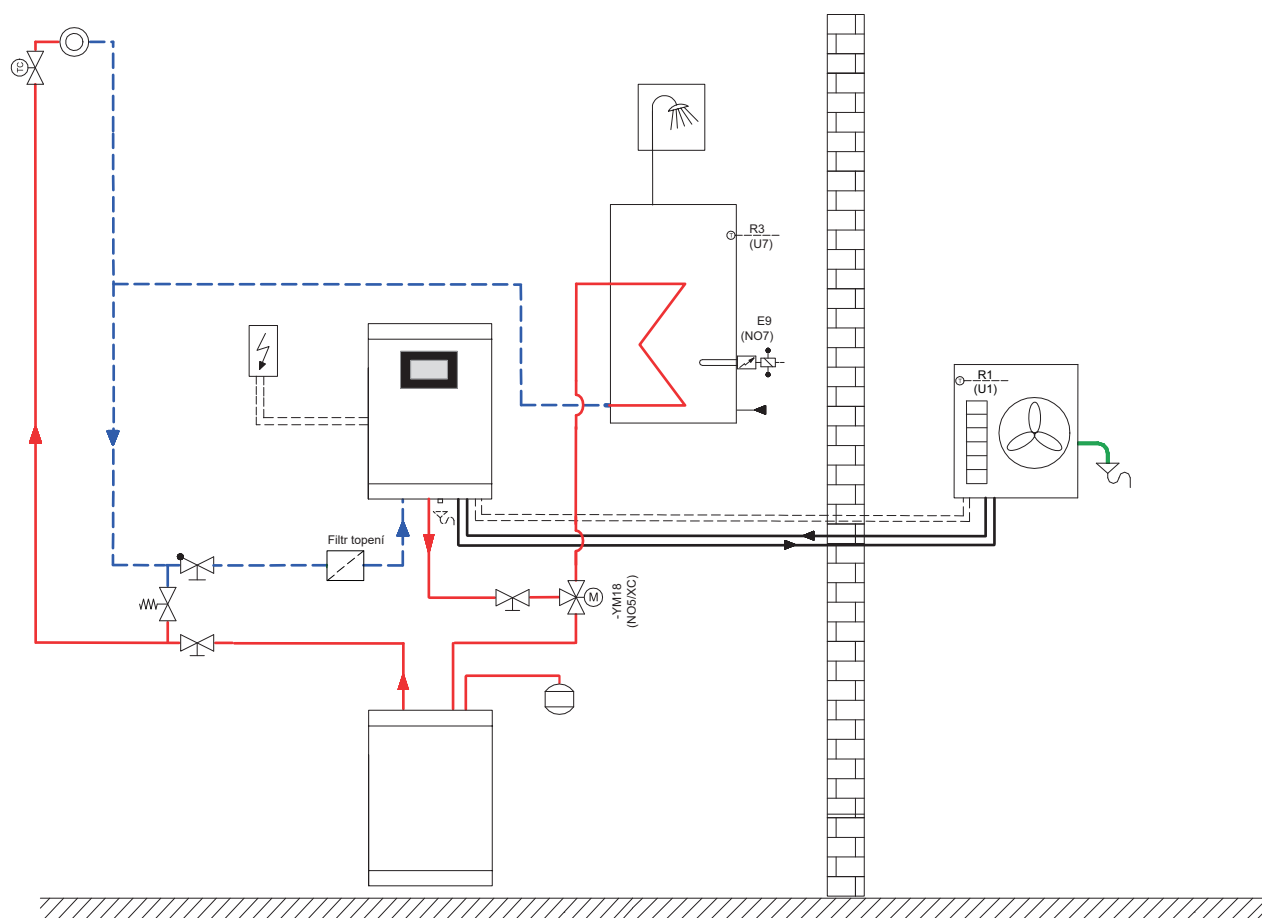 TC
T
R3
(U7)
E9
(NO7)
T
R1
(U1)
Filtr topení
M
-YM18
(NO5/XC)